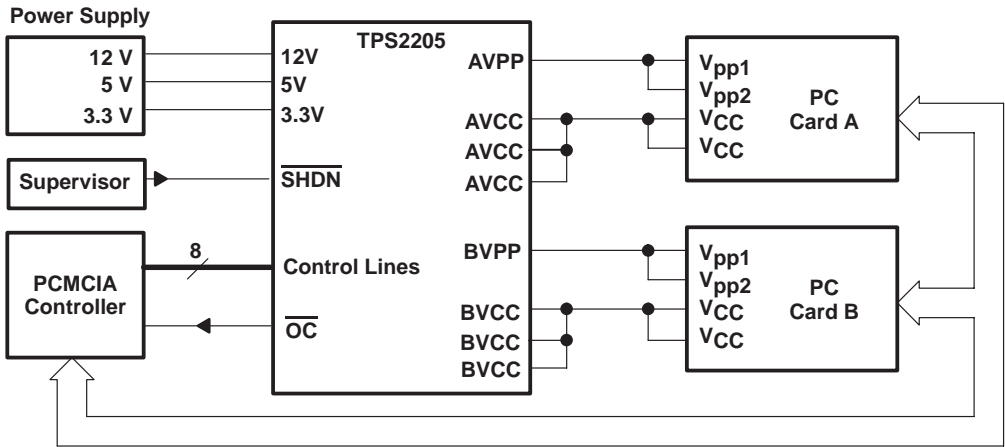 Power Supply
12 V
5 V
3.3 V
Supervisor
PCMCIA
Controller
8
TPS2205
12V
5V
3.3V
SHDN
Control Lines
OC
AVPP
AVCC
AVCC
AVCC
BVPP
BVCC
BVCC
BVCC
Vpp1
Vpp2
VCC
VCC
PC
Card A
Vpp1
Vpp2
VCC
VCC
PC
Card B